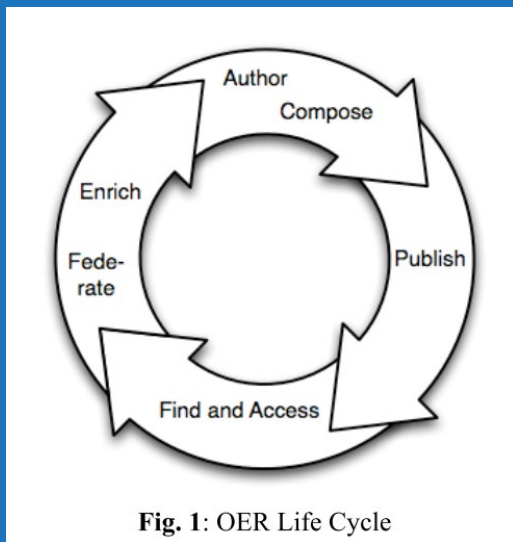 Author
Compose
Publish
Find and Access
Fede-
rate
Enrich
Fig. 1: OER Life Cycle